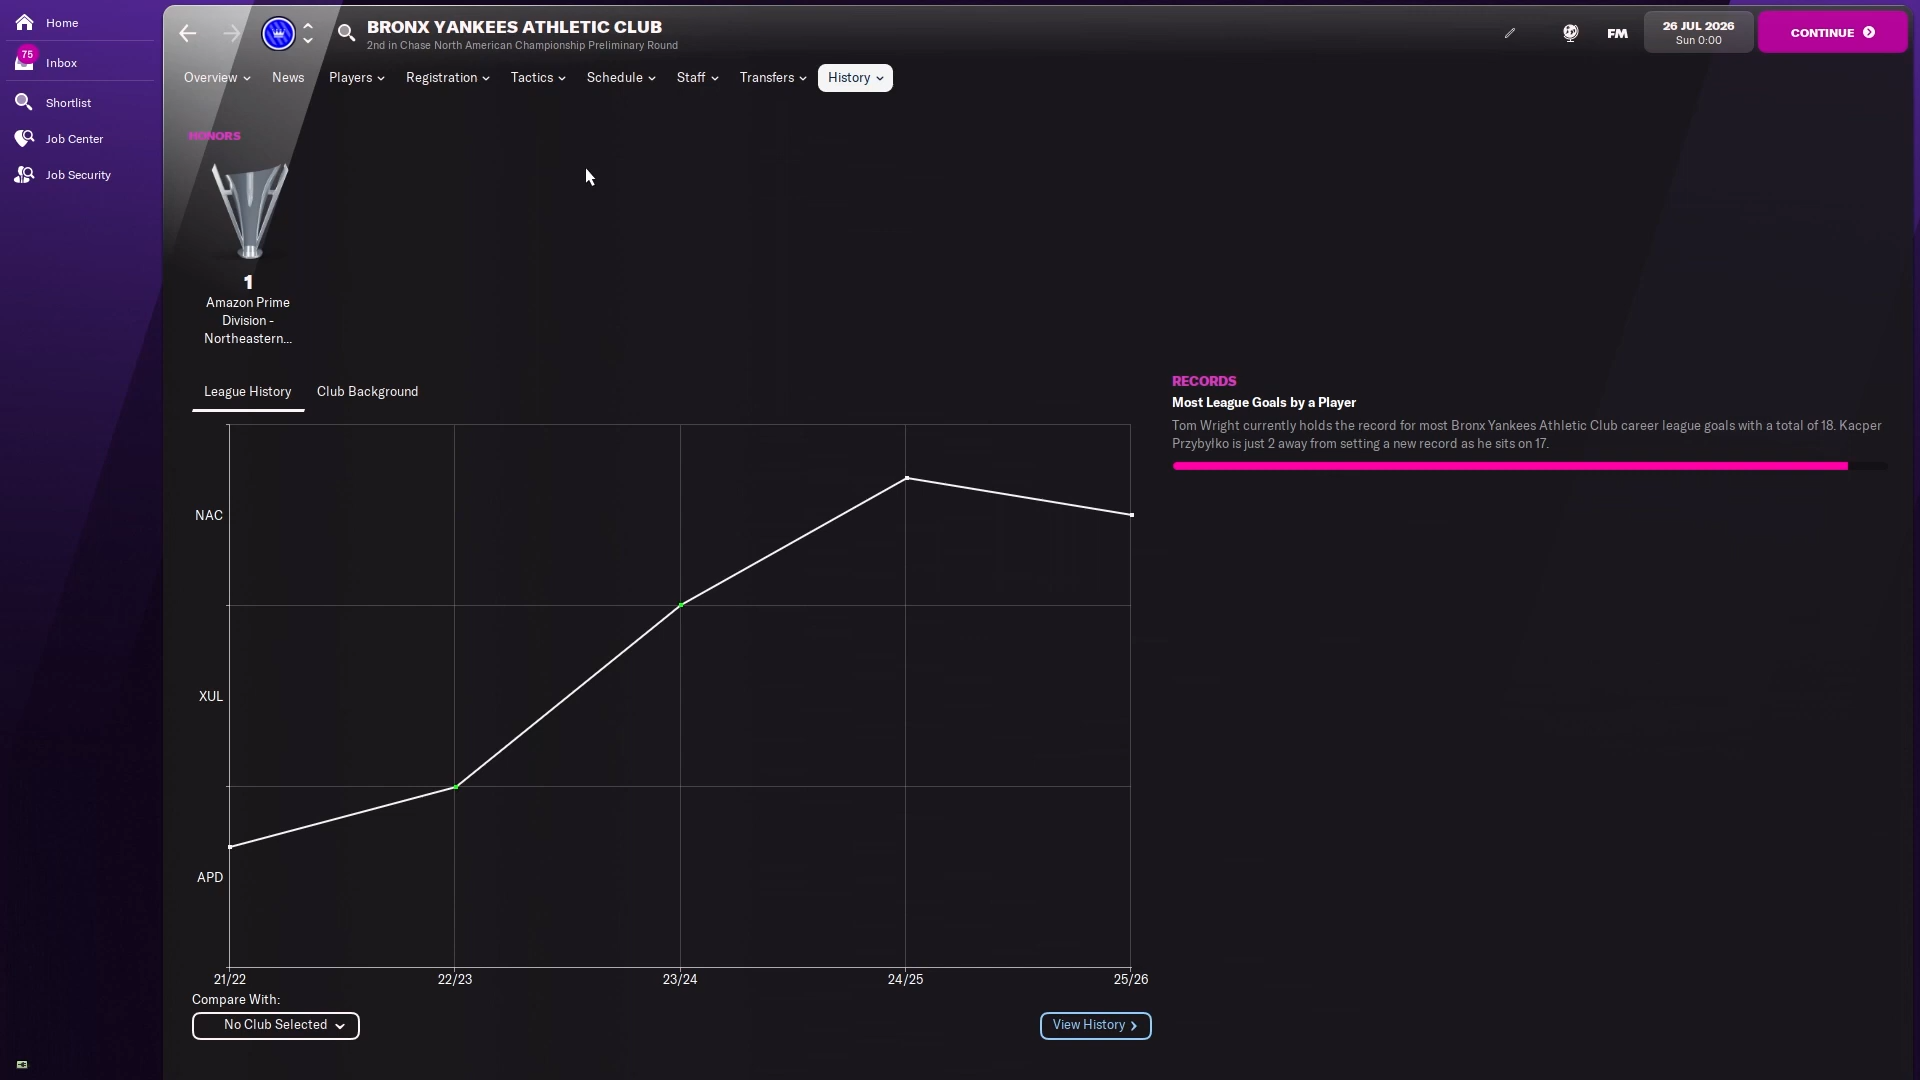 Home
75
Inbox
Shortlist
Job Center
Job Security
BRONX YANKEES ATHLETIC CLUB
2nd in Chase North American Championship Preliminary Round
FM
26 JUL 2026
Sun 0:00
CONTINUE
Overview
News
Players
Registration
Tactics
Schedule
Staff
Transfers
History
HONORS
1
Amazon Prime
Division -
Northeastern...
League History
Club Background
NAC
XUL
APD
21/22
22/23
23/24
24/25
25/26
Compare With:
No Club Selected
View History
RECORDS
Most League Goals by a Player
Tom Wright currently holds the record for most Bronx Yankees Athletic Club career league goals with a total of 18. Kacper
Przybyłko is just 2 away from setting a new record as he sits on 17.